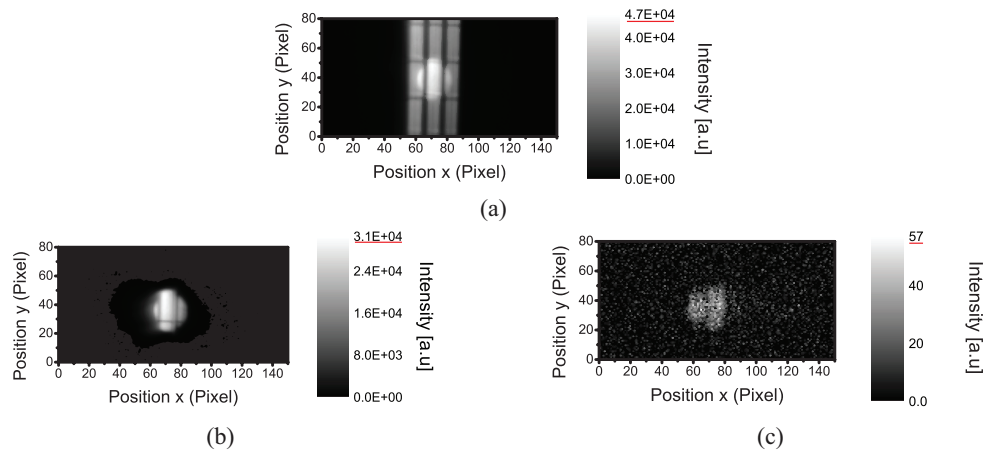 80
60
40
20
0
Position y (Pixel)
0 20 40 60 80 100 120 140
Position x (Pixel)
4.7E+04
4.0E+04
3.0E+04
2.0E+04
1.0E+04
0.0E+00
Intensity [a.u]
(a)
80
60
40
20
0
Position y (Pixel)
0 20 40 60 80 100 120 140
Position x (Pixel)
3.1E+04
2.4E+04
1.6E+04
8.0E+03
0.0E+00
Intensity [a.u]
(b)
80
60
40
20
0
Position y (Pixel)
0 20 40 60 80 100 120 140
Position x (Pixel)
57
40
20
0.0
Intensity [a.u]
(c)